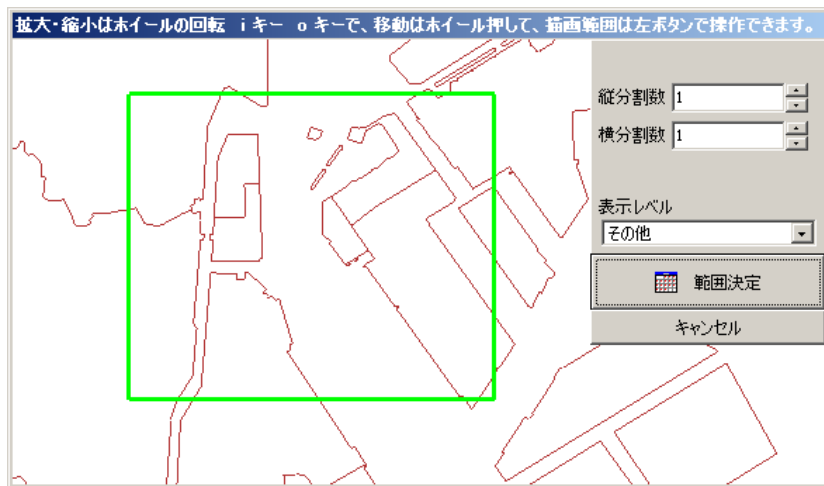 拡大・縮小はホイールの回転　iキー　oキーで、移動はホイール押して、描画範囲は左ボタンで操作できます。
縦分割数 1
横分割数 1
表示レベル
その他
範囲決定
キャンセル